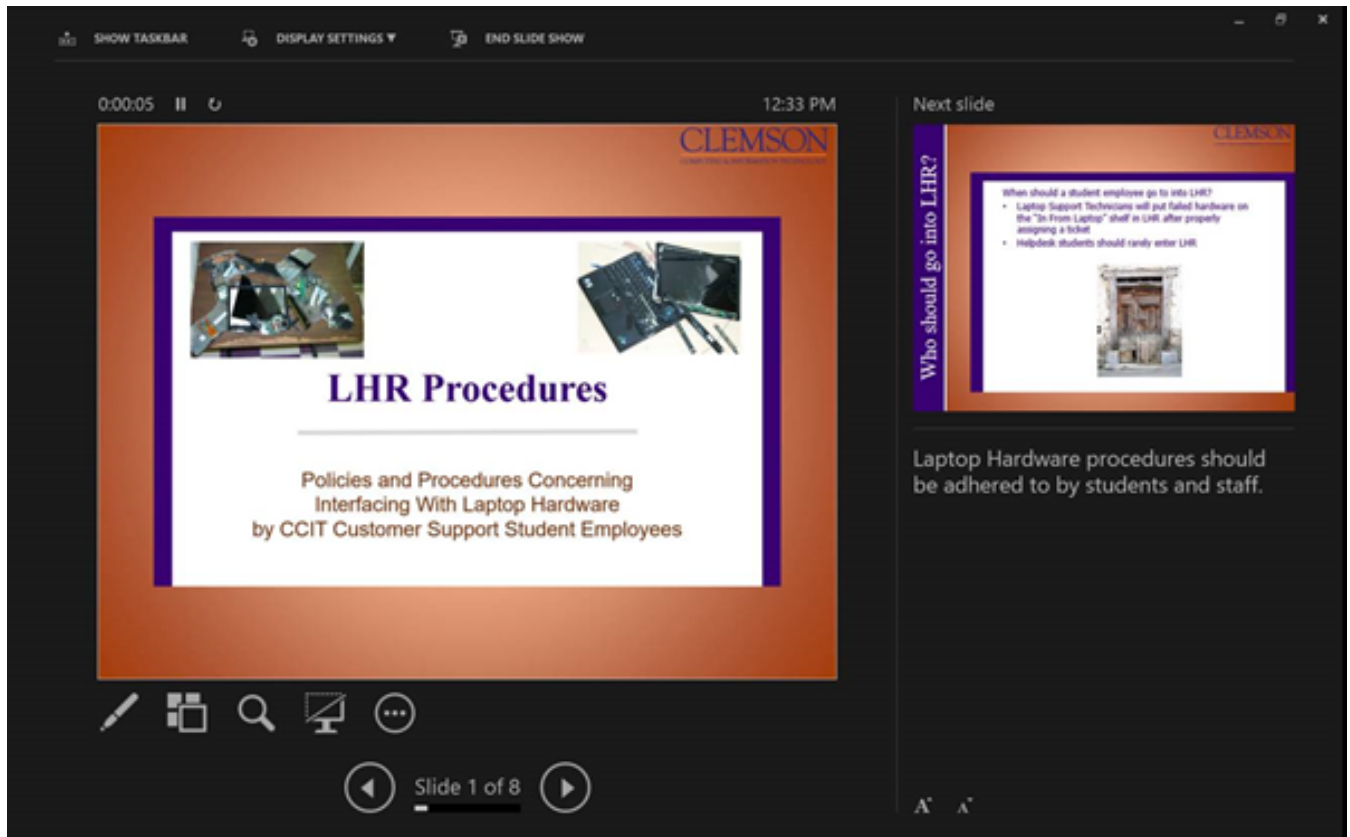 SHOW TASKBAR
DISPLAY SETTINGS ▼
END SLIDE SHOW
0:00:05
12:33 PM
CLEMSON
COMPUTING & INFORMATION TECHNOLOGY
LHR Procedures
Policies and Procedures Concerning
Interfacing With Laptop Hardware
by CCIT Customer Support Student Employees
Slide 1 of 8
Next slide
CLEMSON
Who should go into LHR?
When should a student employee go to into LHR?
• Laptop Support Technicians will put failed hardware on
the "In From Laptop" shelf in LHR after properly
assigning a ticket
• Helpdesk students should rarely enter LHR
Laptop Hardware procedures should
be adhered to by students and staff.
A A